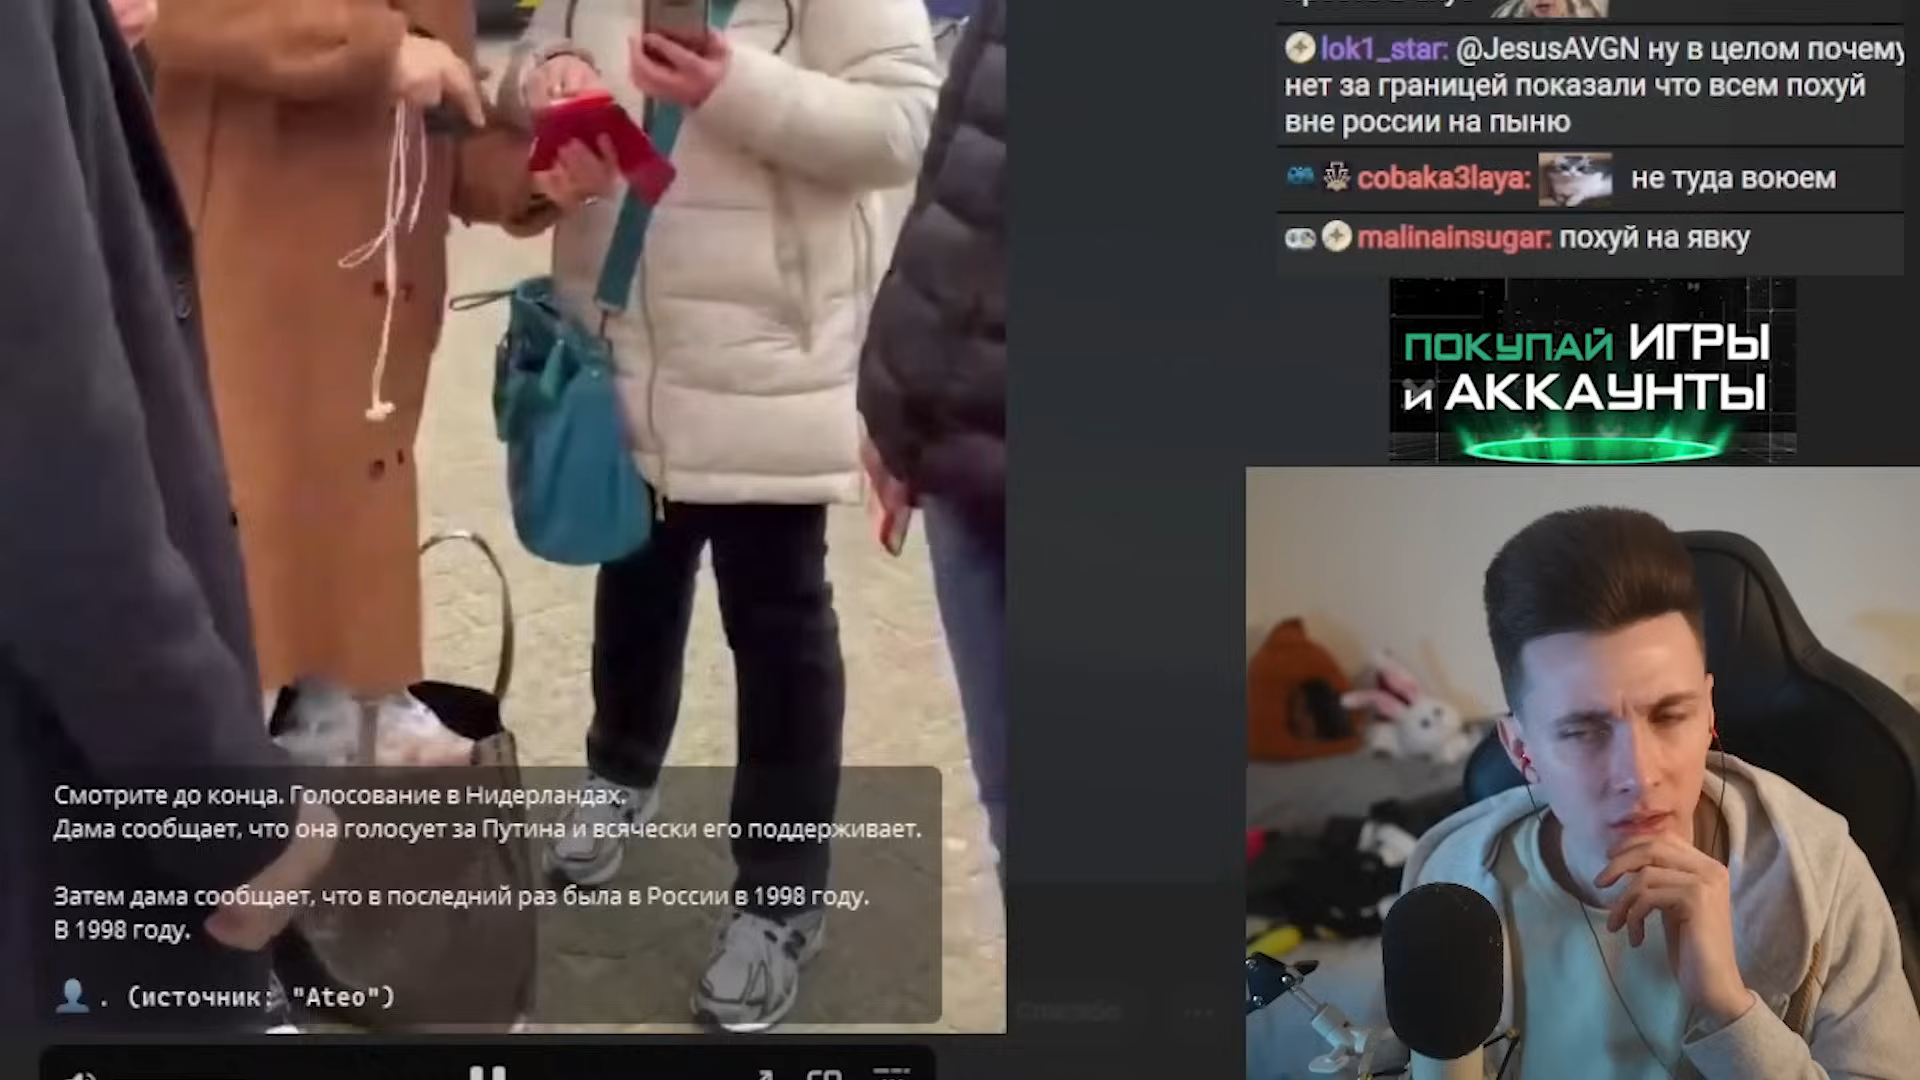 lok1_star: @JesusAVGN ну в целом почему
нет за границей показали что всем похуй
вне россии на пыню
cobaka3laya: не туда воюем
malinainsugar: похуй на явку
ПОКУПАЙ ИГРЫ
и АККАУНТЫ
Смотрите до конца. Голосование в Нидерландах.
Дама сообщает, что она голосует за Путина и всячески его поддерживает.
Затем дама сообщает, что в последний раз была в России в 1998 году.
В 1998 году.
. (источник: "Ateo")